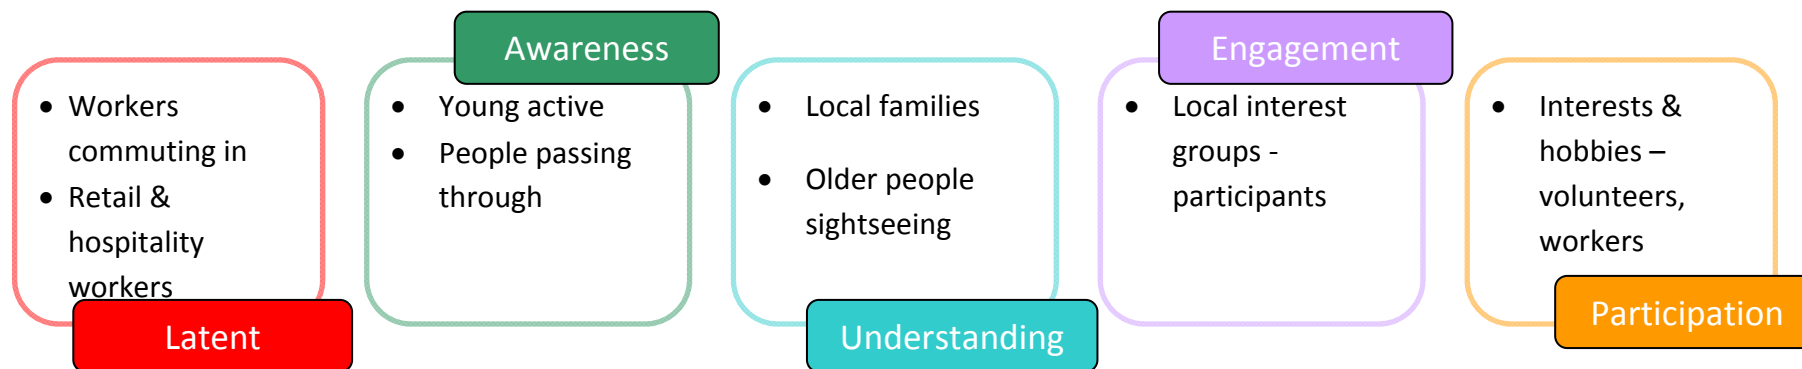 • Workers
commuting in
• Retail &
hospitality
workers
Latent
Awareness
• Young active
• People passing
through
• Local families
• Older people
sightseeing
Understanding
Engagement
• Local interest
groups -
participants
• Interests &
hobbies –
volunteers,
workers
Participation